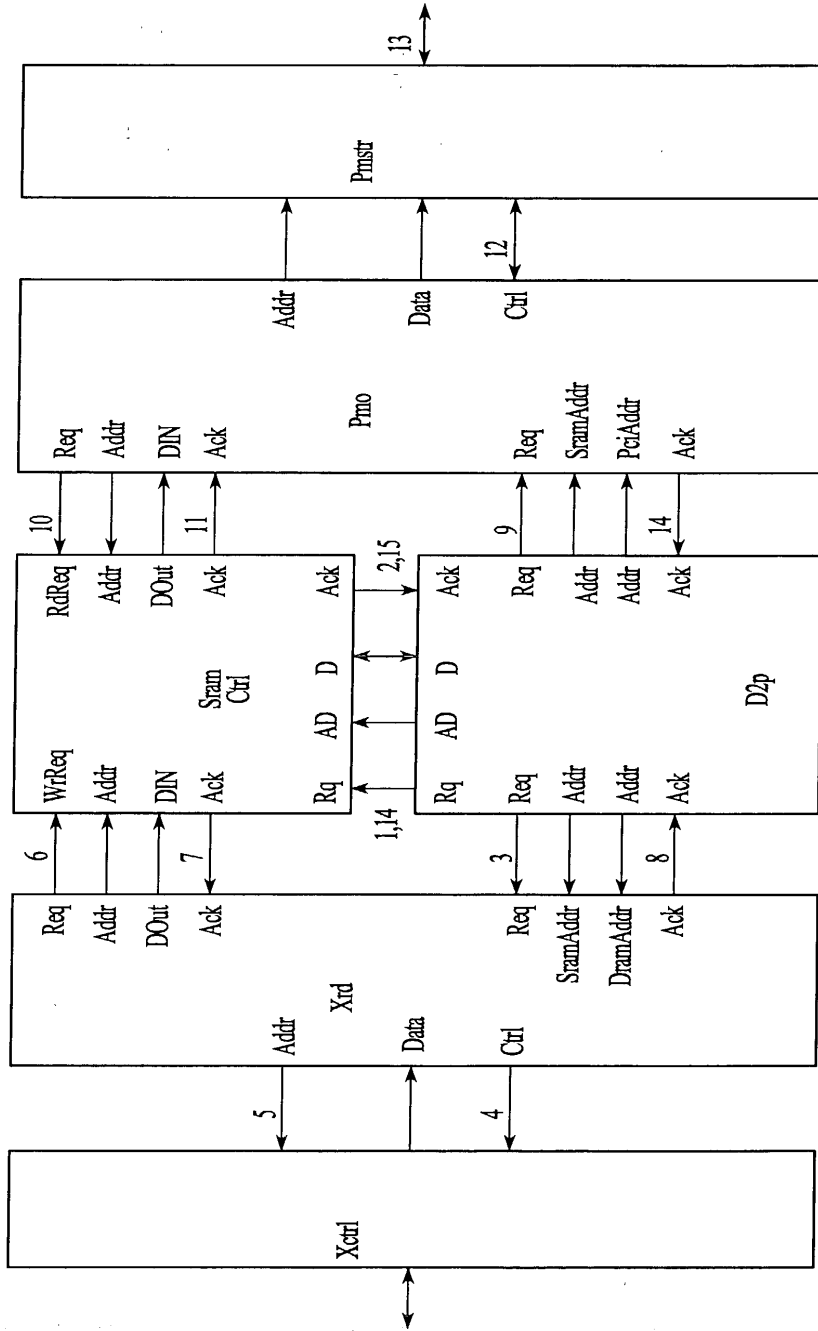 6 10
Req WrReq RdReq Req
Addr Addr Addr Addr
DOut DIN DOut DIN
7 Sram 11
Ack Ack Ctrl Ack Ack
5 Addr Addr
Rq AD D Ack
Xctrl Xrd Pmo Pmstr
1,14 2,15 13
Data Data
Rq AD D Ack
4 3 9 12
Ctrl Ctrl
Req Req Req Req
SramAddr Addr Addr SramAddr
DramAddr Addr Addr PciAddr
8 14
Ack Ack Ack Ack
D2p